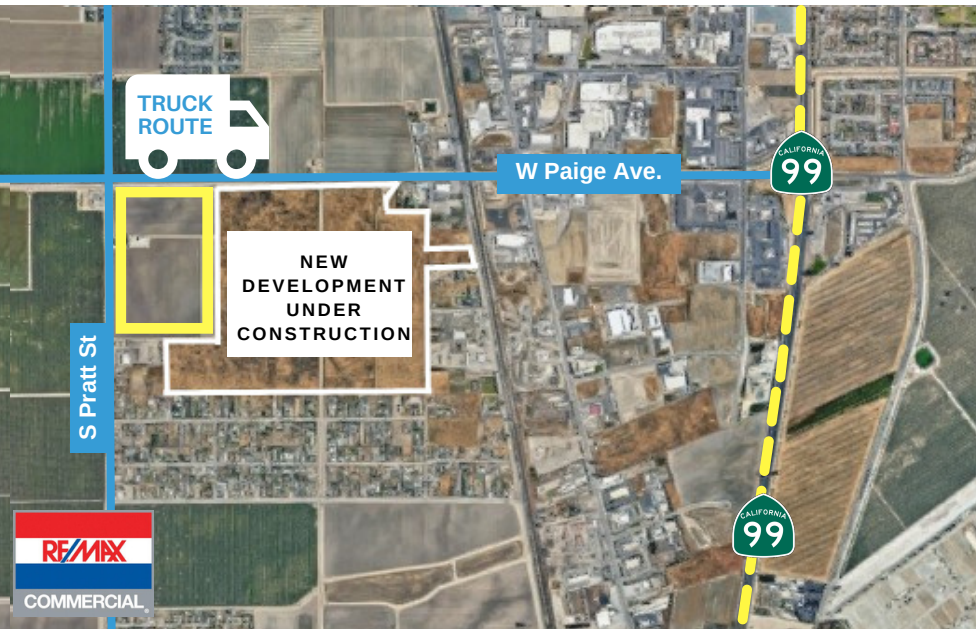 TRUCK
ROUTE
W Paige Ave.
CALIFORNIA
99
NEW
DEVELOPMENT
UNDER
CONSTRUCTION
S Pratt St
CALIFORNIA
99
RE/MAX
COMMERCIAL®